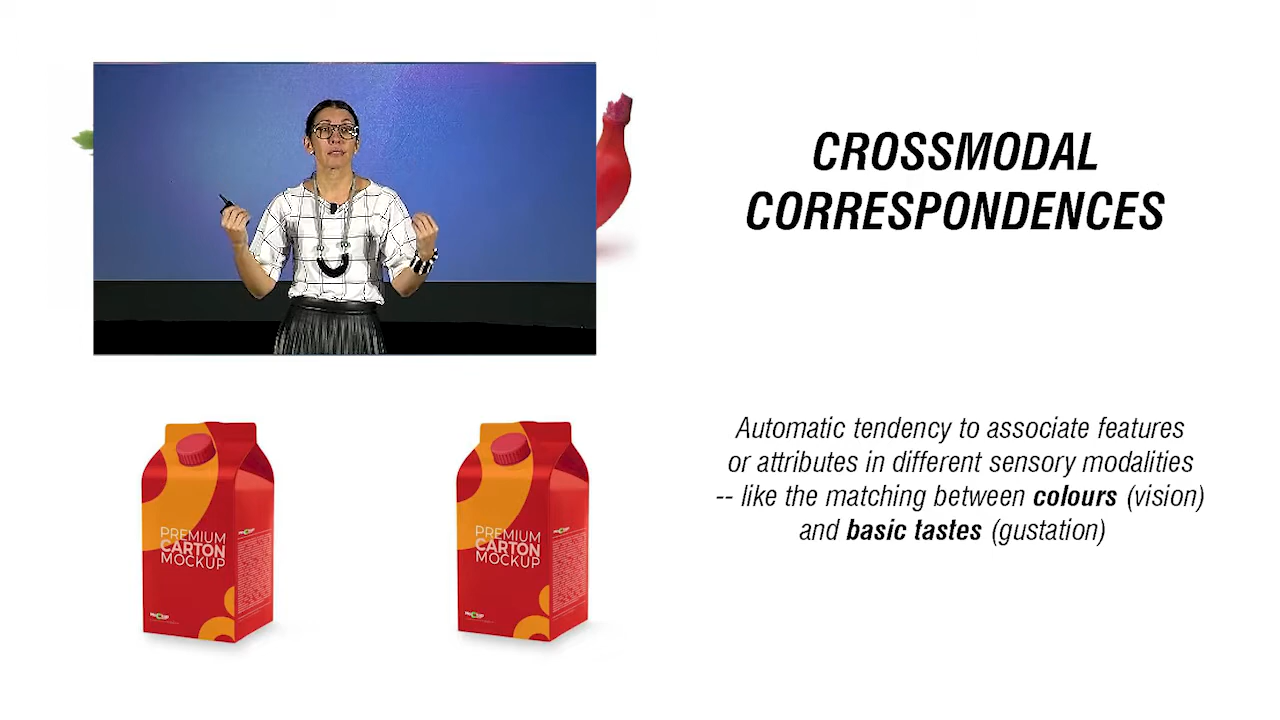 CROSSMODAL
CORRESPONDENCES
Automatic tendency to associate features
or attributes in different sensory modalities
-- like the matching between colours (vision)
and basic tastes (gustation)
PREMIUM
CARTON
MOCKUP
PREMIUM
CARTON
MOCKUP